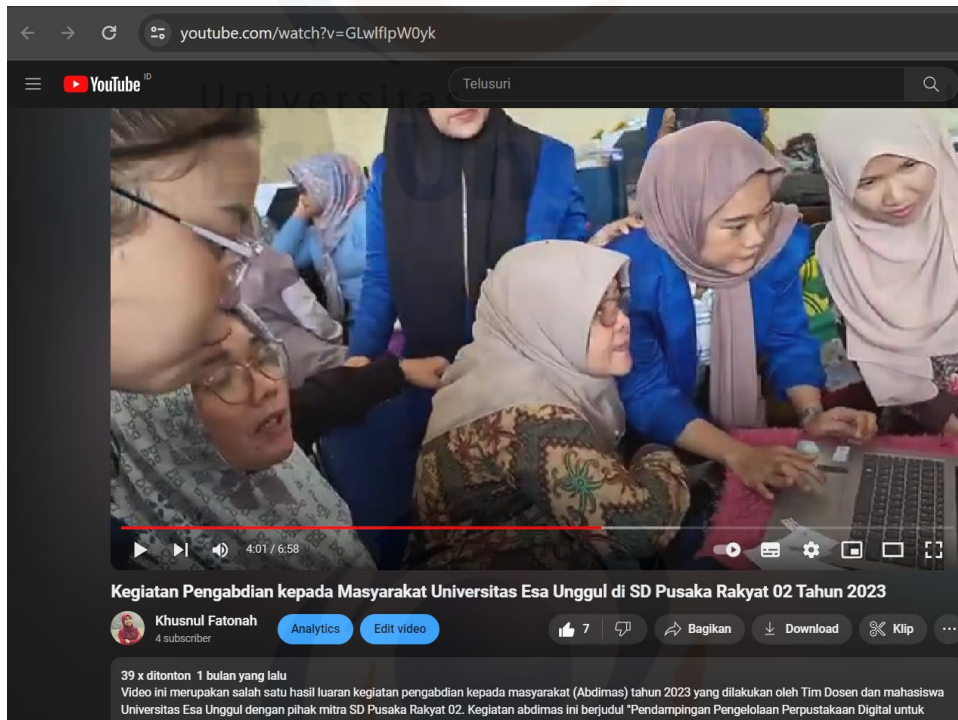 youtube.com/watch?v=GLwlfIpW0yk
YouTube ID
Telusuri
Universitas
Esa Unggul
4:01 / 6:58
Kegiatan Pengabdian kepada Masyarakat Universitas Esa Unggul di SD Pusaka Rakyat 02 Tahun 2023
Khusnul Fatonah
4 subscriber
Analytics
Edit video
7
Bagikan
Download
Klip
39 x ditonton 1 bulan yang lalu
Video ini merupakan salah satu hasil luaran kegiatan pengabdian kepada masyarakat (Abdimas) tahun 2023 yang dilakukan oleh Tim Dosen dan mahasiswa
Universitas Esa Unggul dengan pihak mitra SD Pusaka Rakyat 02. Kegiatan abdimas ini berjudul "Pendampingan Pengelolaan Perpustakaan Digital untuk